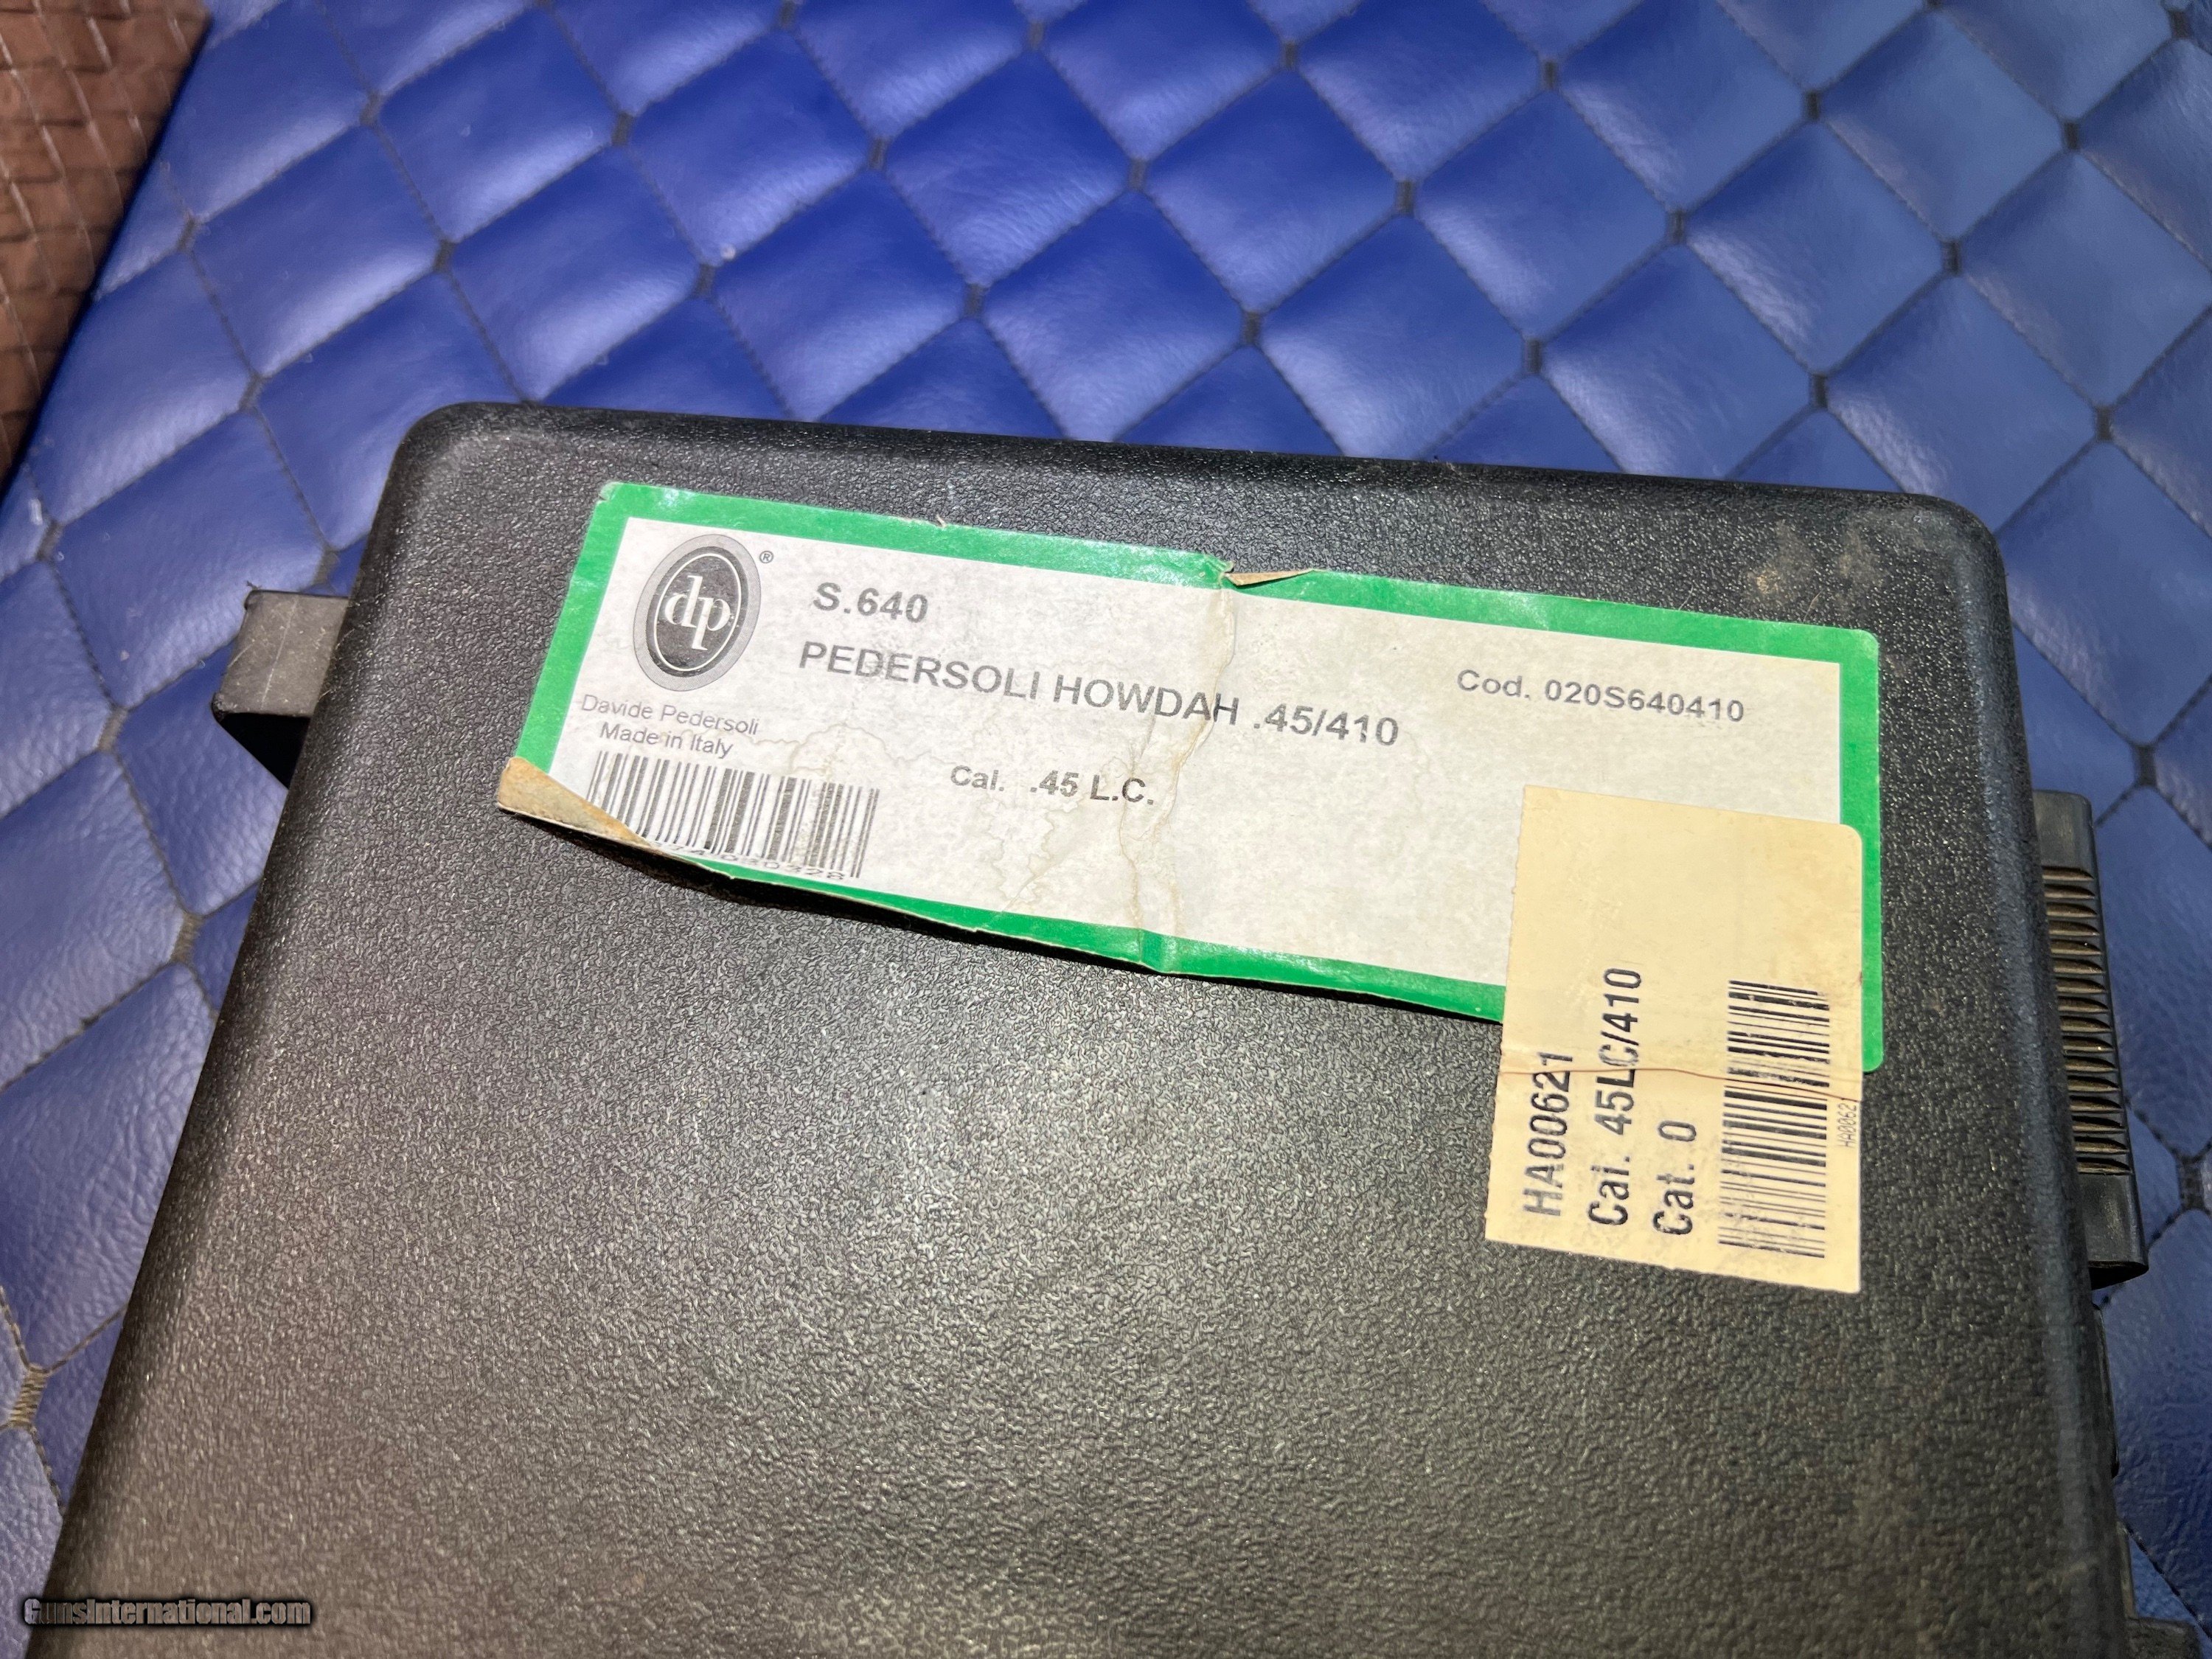 dp ®
S.640
PEDERSOLI HOWDAH .45/410
Cod. 020S640410
Davide Pedersoli
Made in Italy
Cal. .45 L.C.
HA00621
Cal. 45LC/410
Cat. 0
GunsInternational.com